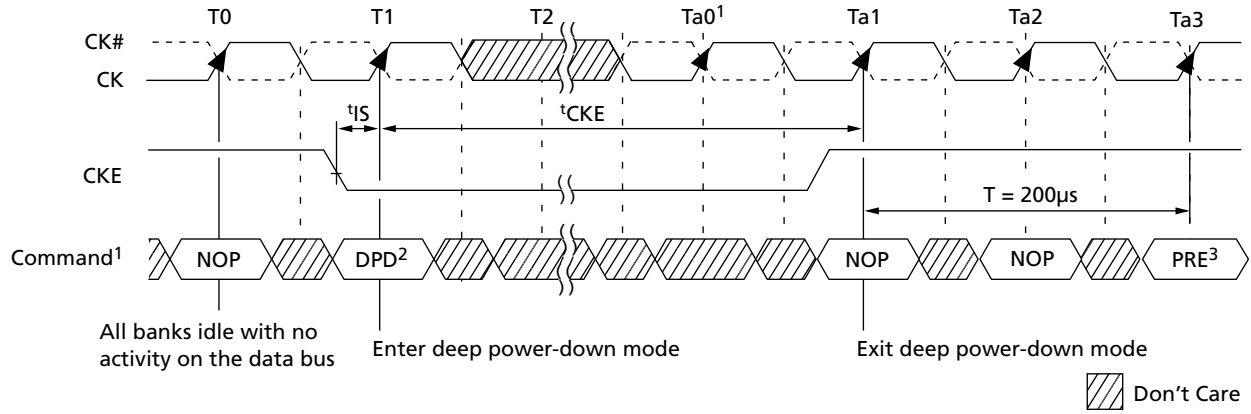 T0 T1 T2 Ta0¹ Ta1 Ta2 Ta3
CK#
CK
ᵗIS ᵗCKE
CKE
T = 200µs
Command¹ NOP DPD² NOP NOP PRE³
All banks idle with no
activity on the data bus
Enter deep power-down mode
Exit deep power-down mode
Don't Care